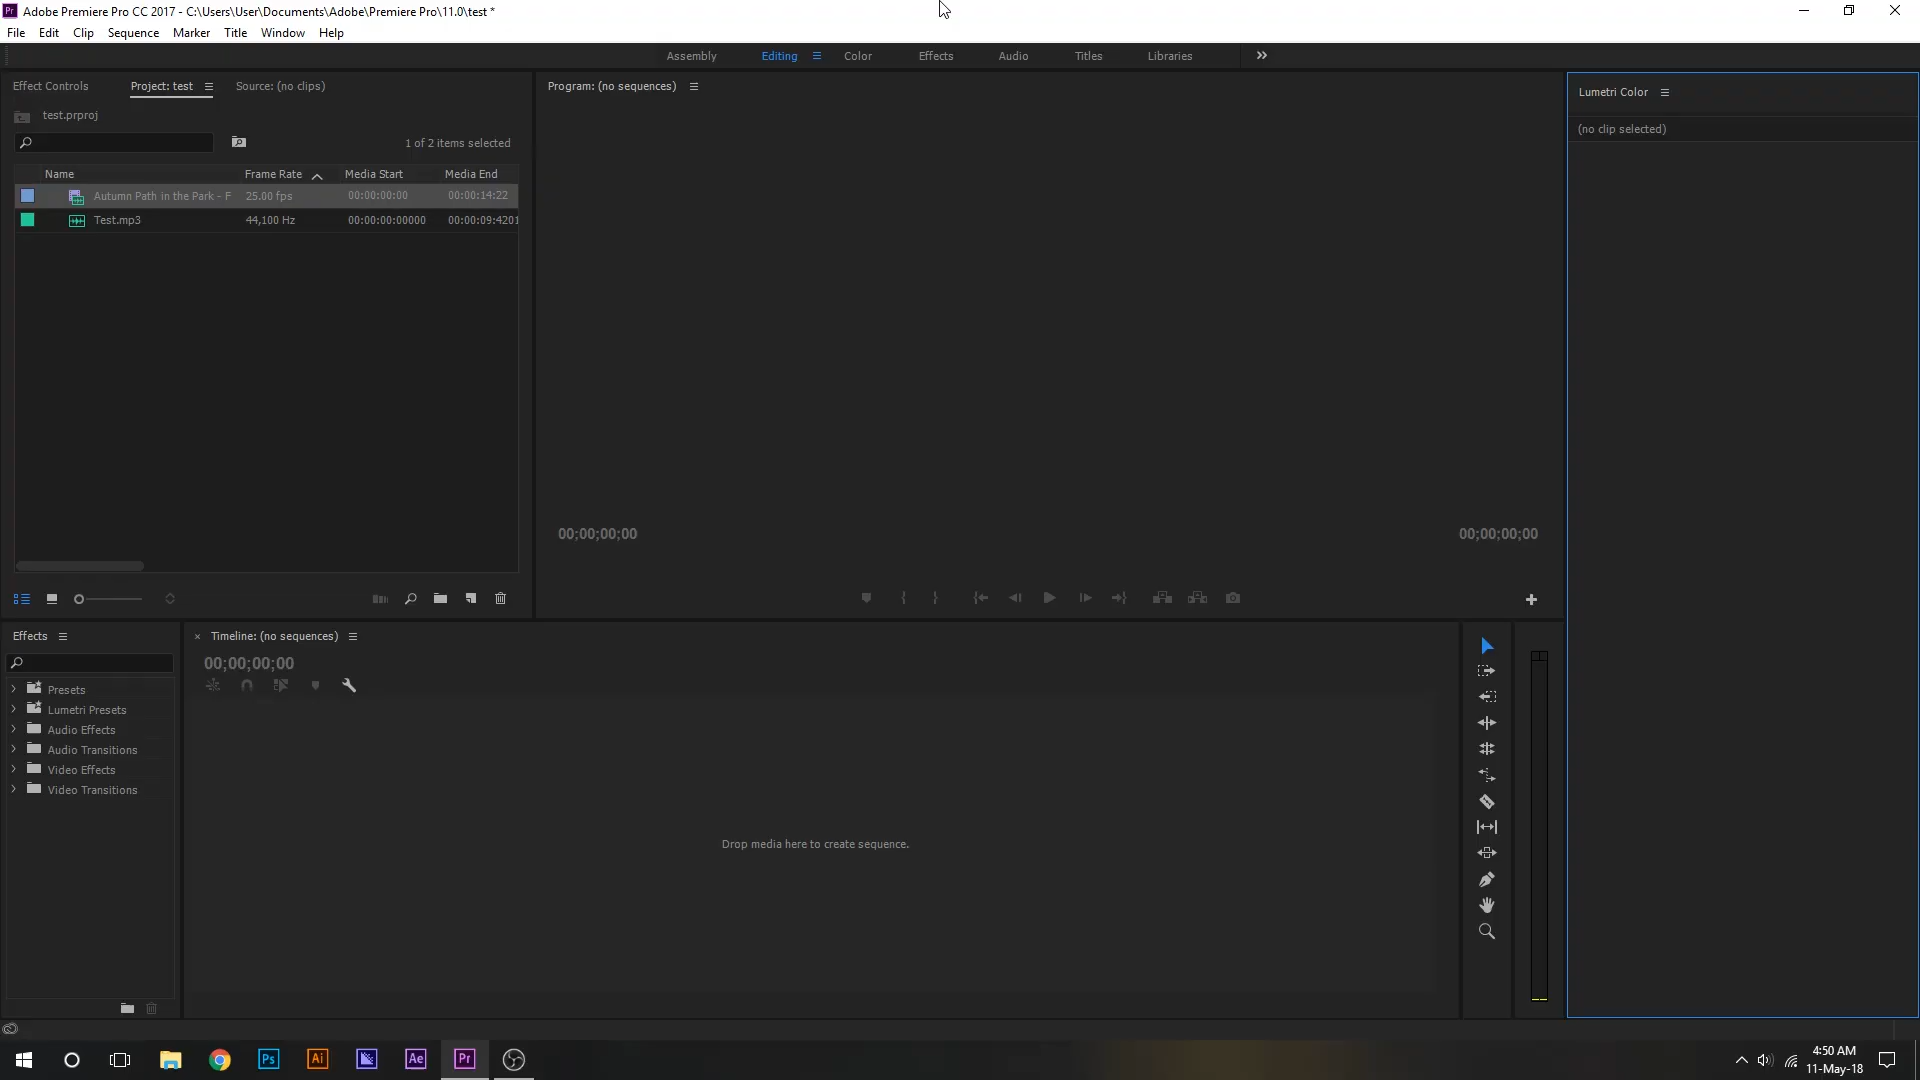 Pr Adobe Premiere Pro CC 2017 - C:\Users\User\Documents\Adobe\Premiere Pro\11.0\test *
File Edit Clip Sequence Marker Title Window Help
Assembly Editing Color Effects Audio Titles Libraries
Effect Controls Project: test Source: (no clips)
Program: (no sequences)
Lumetri Color
test.prproj
(no clip selected)
1 of 2 items selected
Name Frame Rate Media Start Media End
Autumn Path in the Park - F 25.00 fps 00:00:00:00 00:00:14:22
Test.mp3 44,100 Hz 00:00:00:00000 00:00:09:4201
00;00;00;00 00;00;00;00
Effects
Timeline: (no sequences)
00;00;00;00
Presets
Lumetri Presets
Audio Effects
Audio Transitions
Video Effects
Video Transitions
Drop media here to create sequence.
Ps Ai Ae Pr
4:50 AM
11-May-18